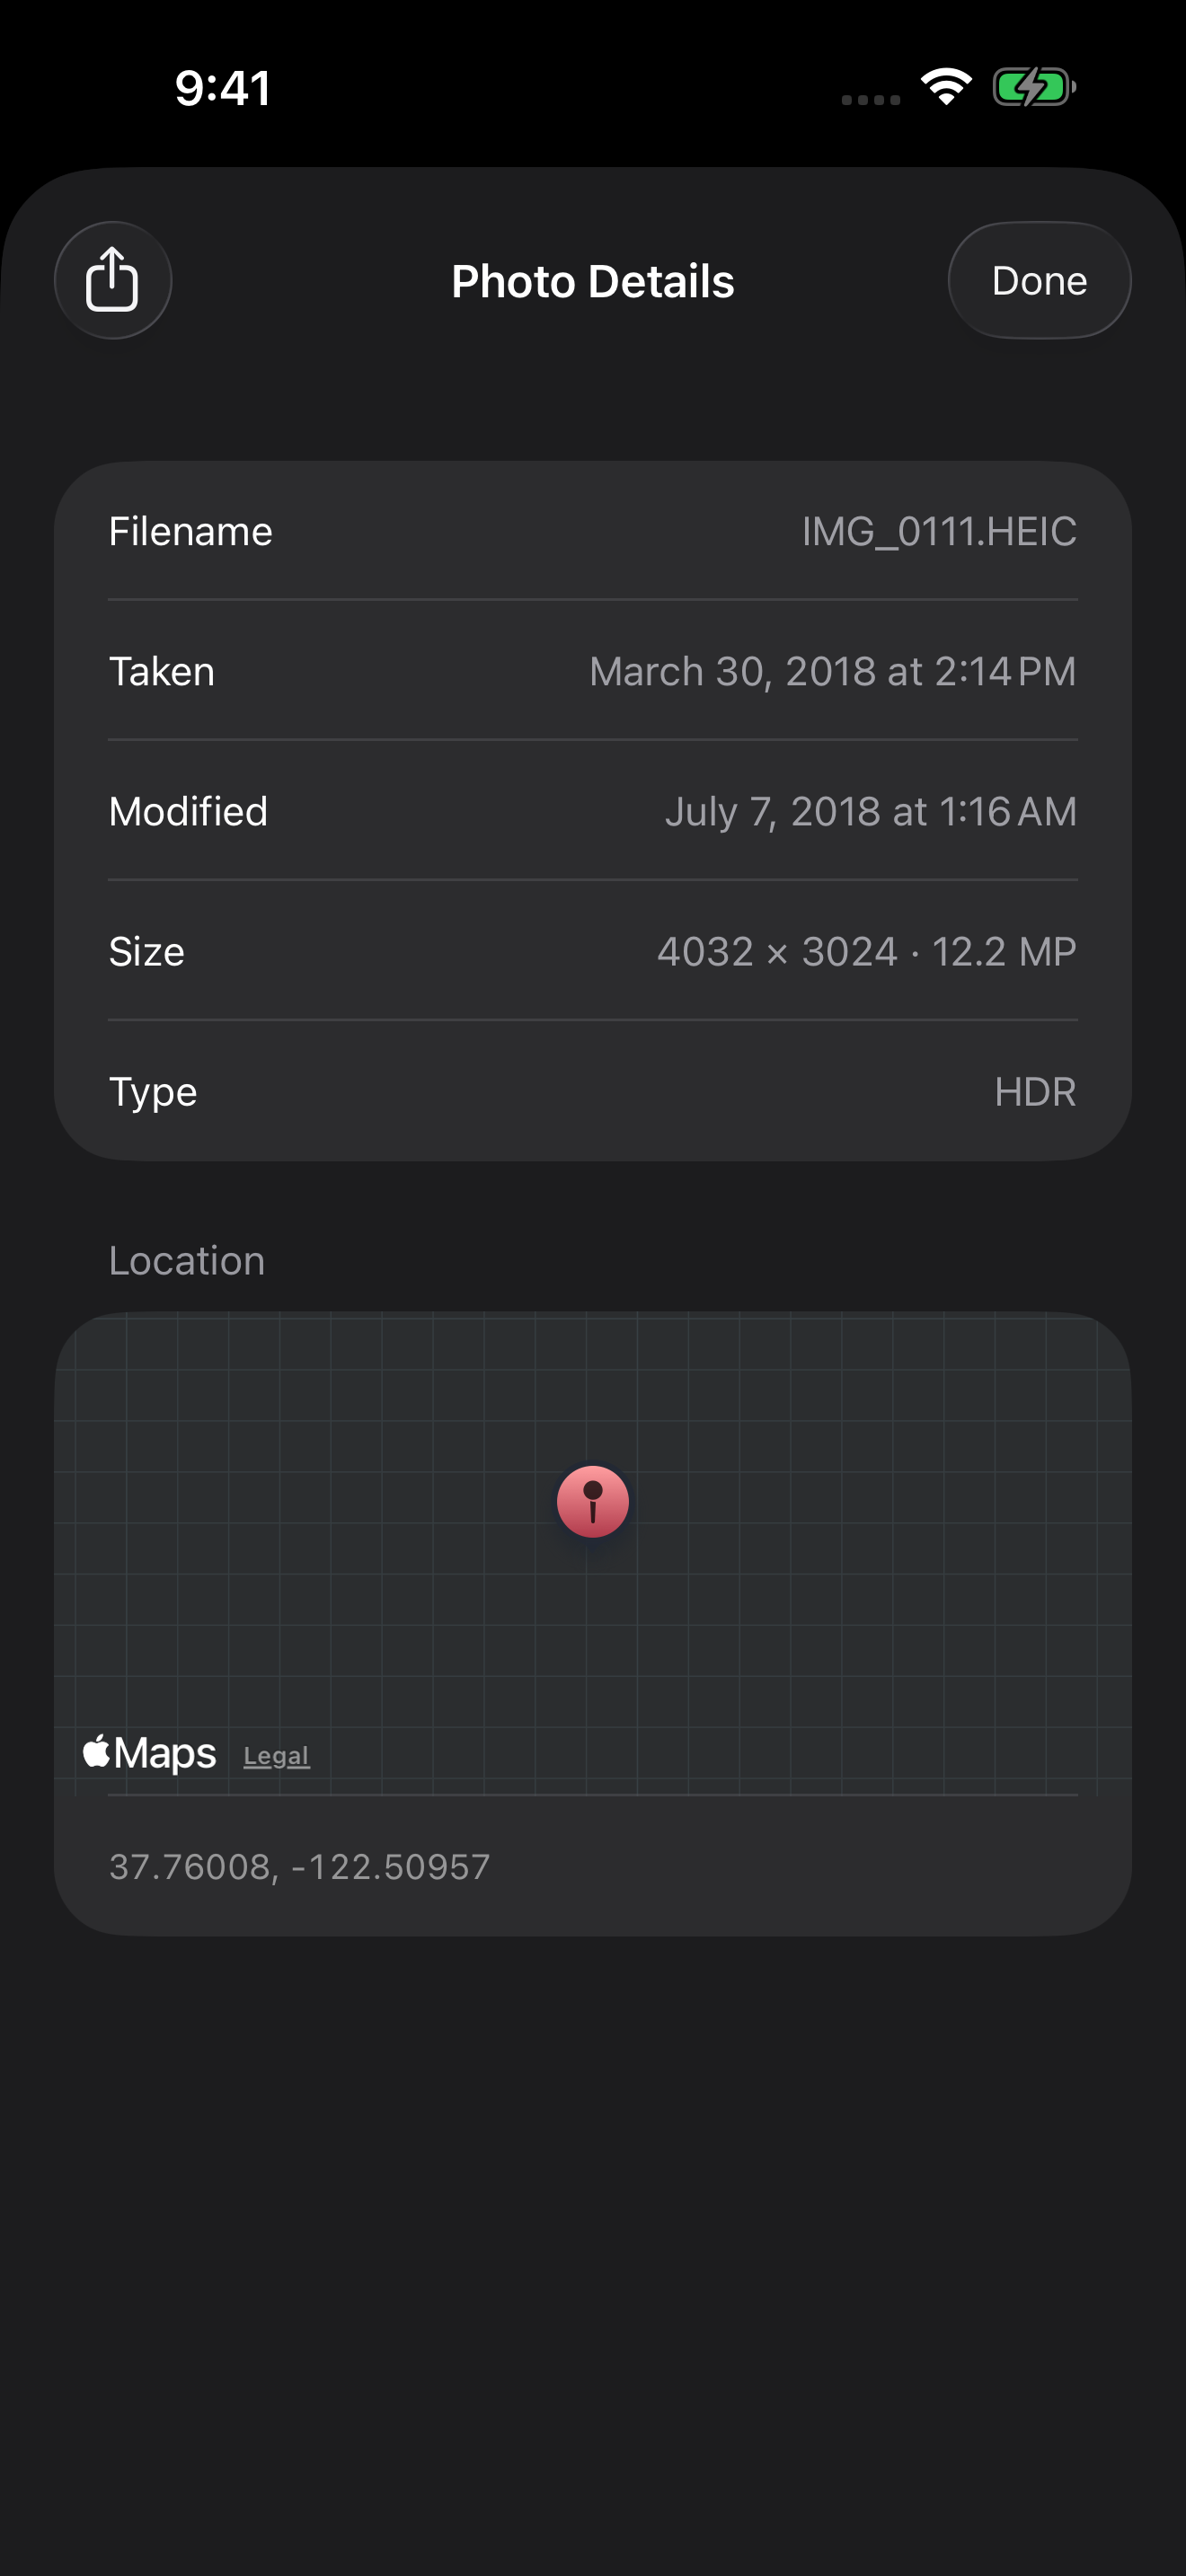 9:41
Photo Details
Done
Filename IMG_0111.HEIC
Taken March 30, 2018 at 2:14 PM
Modified July 7, 2018 at 1:16 AM
Size 4032 × 3024 · 12.2 MP
Type HDR
Location
Maps Legal
37.76008, -122.50957